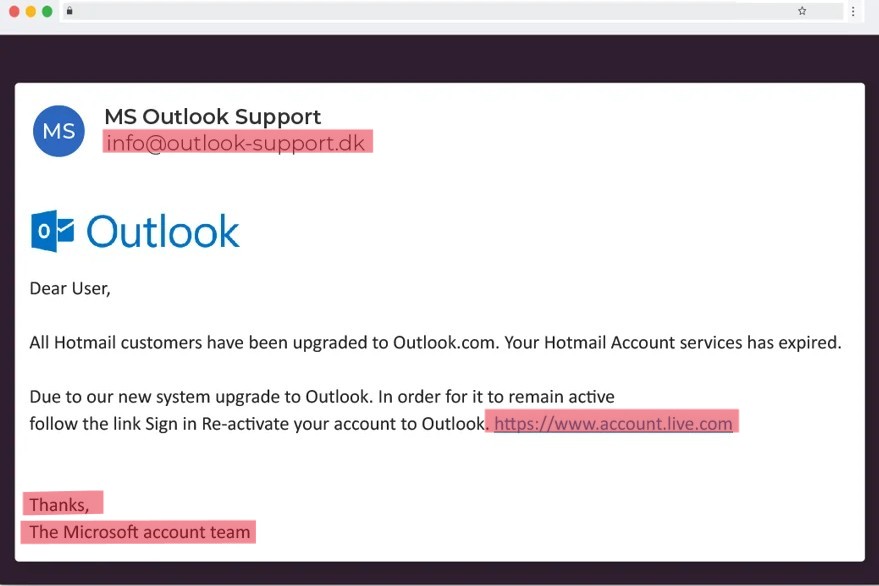 MS
MS Outlook Support
info@outlook-support.dk
O Outlook
Dear User,
All Hotmail customers have been upgraded to Outlook.com. Your Hotmail Account services has expired.
Due to our new system upgrade to Outlook. In order for it to remain active
follow the link Sign in Re-activate your account to Outlook. https://www.account.live.com
Thanks,
The Microsoft account team